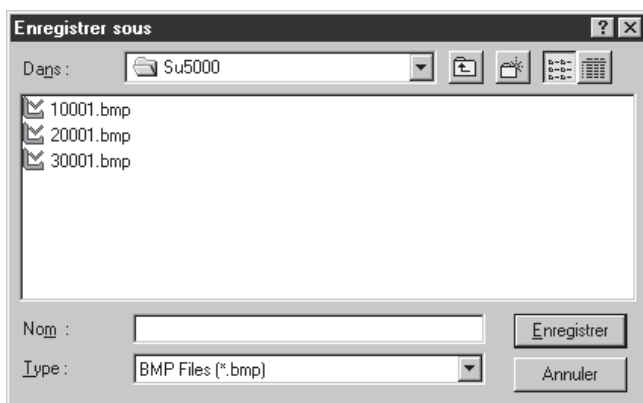 Enregistrer sous
Dans : Su5000
10001.bmp
20001.bmp
30001.bmp
Nom : Enregistrer
Type : BMP Files (*.bmp) Annuler